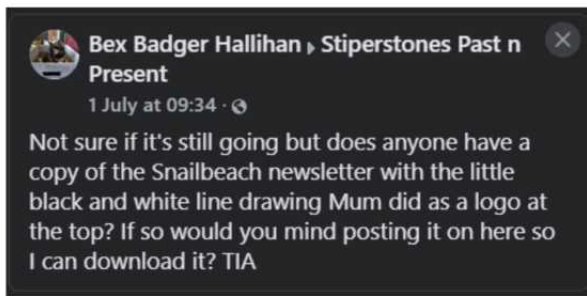 Bex Badger Hallihan ▸ Stiperstones Past n
Present
1 July at 09:34 ·
Not sure if it's still going but does anyone have a
copy of the Snailbeach newsletter with the little
black and white line drawing Mum did as a logo at
the top? If so would you mind posting it on here so
I can download it? TIA